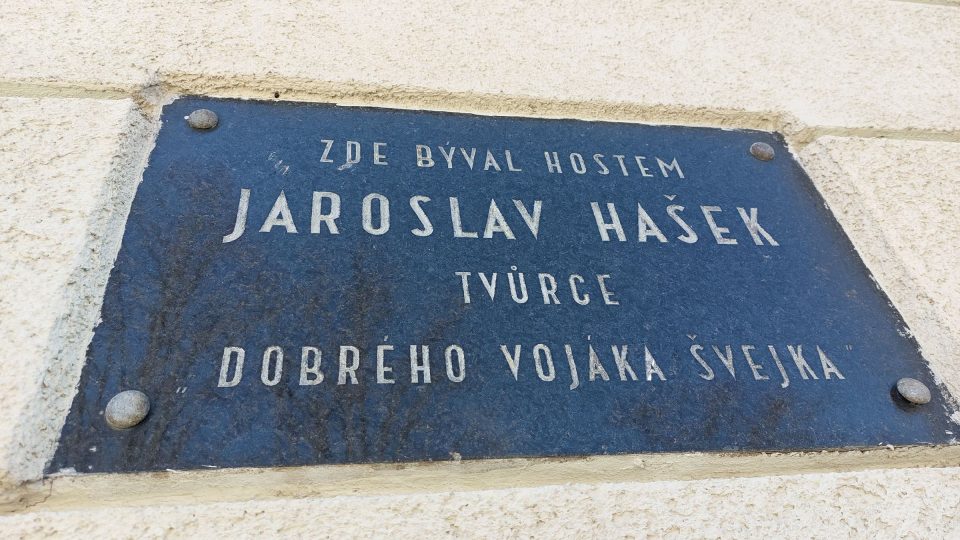 ZDE BÝVAL HOSTEM
JAROSLAV HAŠEK
TVŮRCE
"DOBRÉHO VOJÁKA ŠVEJKA"